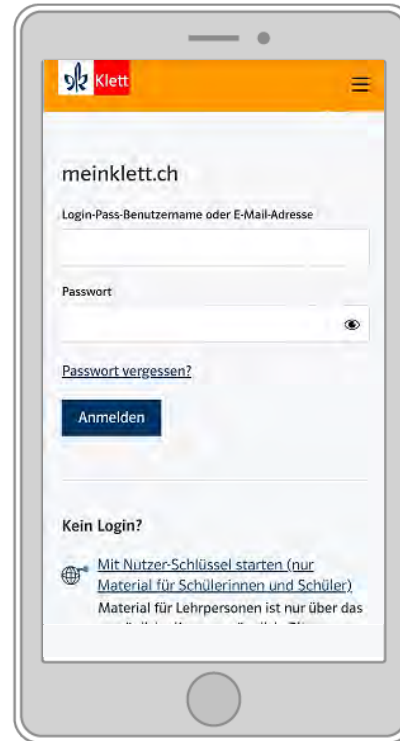 Klett
meinklett.ch
Login-Pass-Benutzername oder E-Mail-Adresse
Passwort
Passwort vergessen?
Anmelden
Kein Login?
Mit Nutzer-Schlüssel starten (nur
Material für Schülerinnen und Schüler)
Material für Lehrpersonen ist nur über das